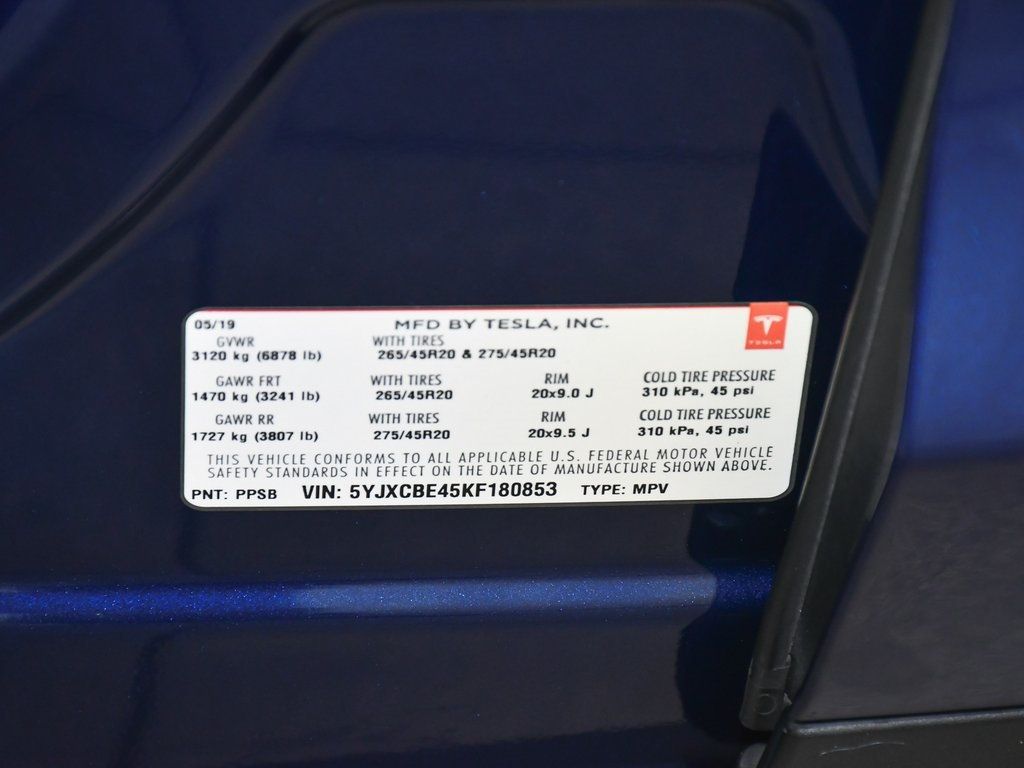 05/19 MFD BY TESLA, INC.
GVWR WITH TIRES
3120 kg (6878 lb) 265/45R20 & 275/45R20
TESLA
GAWR FRT WITH TIRES RIM COLD TIRE PRESSURE
1470 kg (3241 lb) 265/45R20 20x9.0 J 310 kPa, 45 psi
GAWR RR WITH TIRES RIM COLD TIRE PRESSURE
1727 kg (3807 lb) 275/45R20 20x9.5 J 310 kPa, 45 psi
THIS VEHICLE CONFORMS TO ALL APPLICABLE U.S. FEDERAL MOTOR VEHICLE
SAFETY STANDARDS IN EFFECT ON THE DATE OF MANUFACTURE SHOWN ABOVE.
PNT: PPSB VIN: 5YJXCBE45KF180853 TYPE: MPV